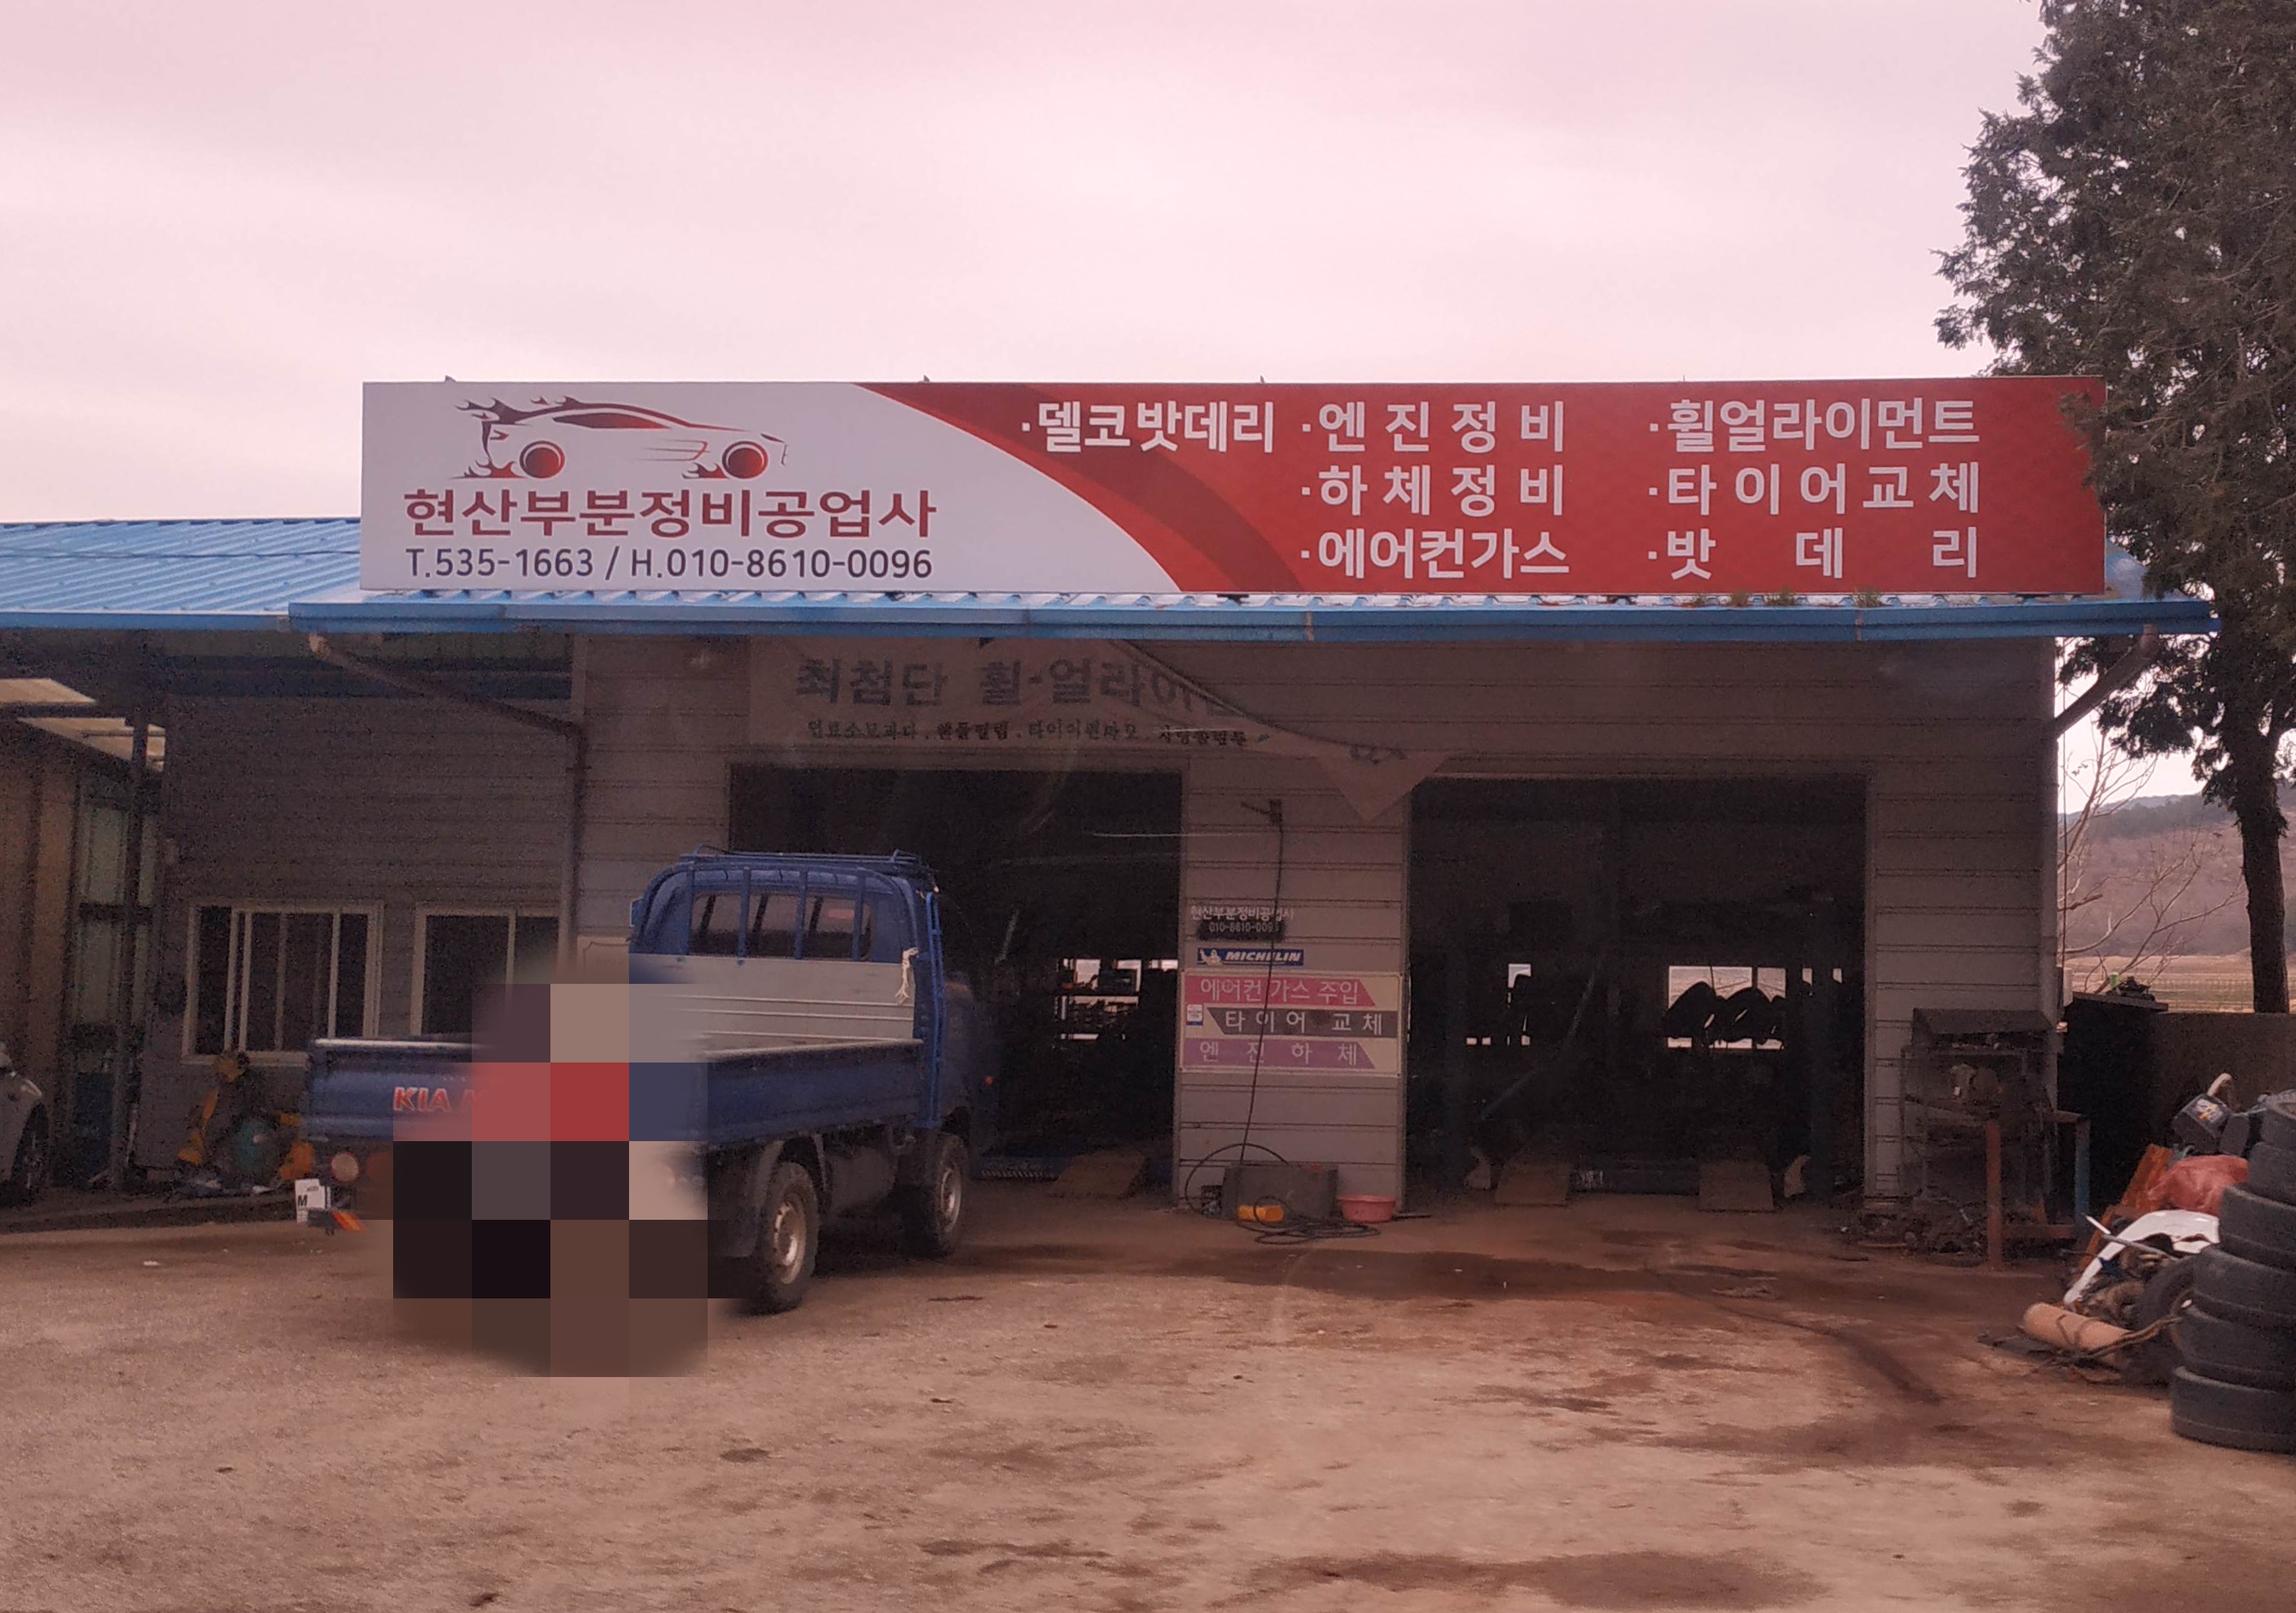 현산부분정비공업사
T.535-1663 / H.010-8610-0096
·델코밧데리 ·엔진정비 ·휠얼라이먼트
·하체정비 ·타이어교체
·에어컨가스 ·밧데리
최첨단 휠·얼라이
현산부분정비공업사
010-8610-0096
MICHELIN
에어컨 가스 주입
타이어 교체
엔진하체
KIA
M